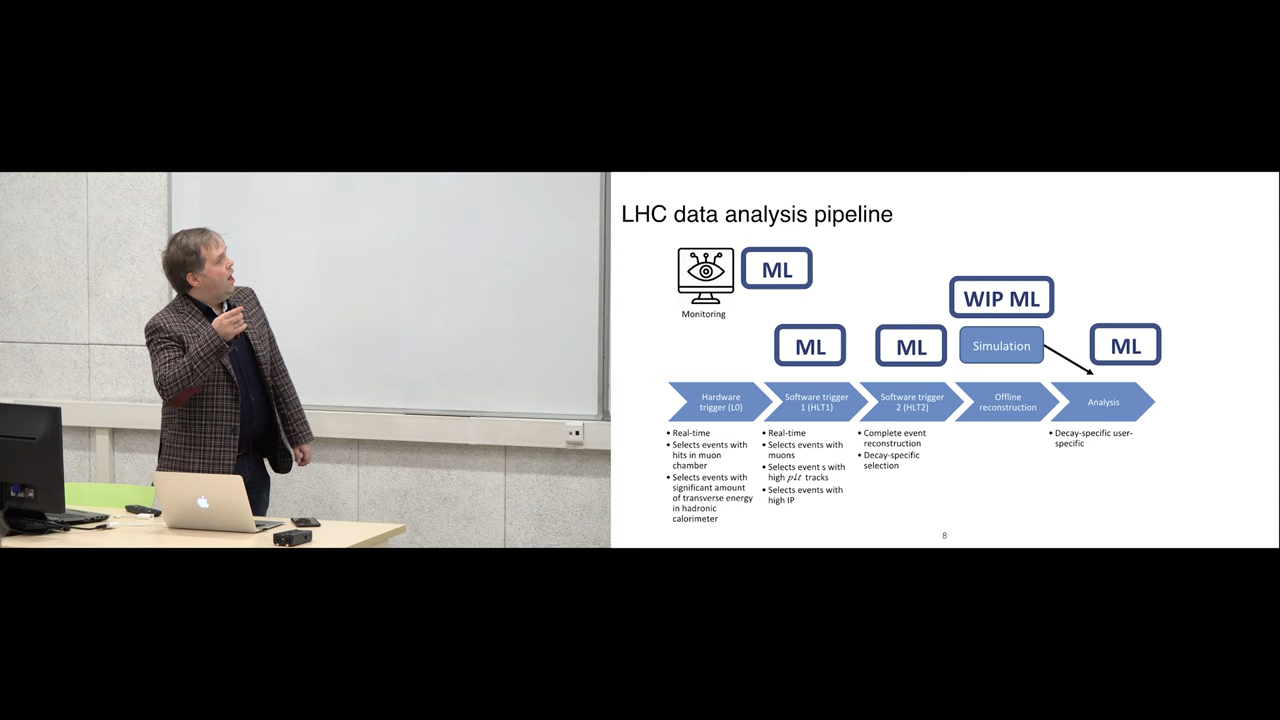 LHC data analysis pipeline
ML
Monitoring
WIP ML
ML
ML
Simulation
ML
Hardware
trigger (L0)
Software trigger
1 (HLT1)
Software trigger
2 (HLT2)
Offline
reconstruction
Analysis
• Real-time
• Selects events with
hits in muon
chamber
• Selects events with
significant amount
of transverse energy
in hadronic
calorimeter
• Real-time
• Selects events with
muons
• Selects event s with
high tracks
• Selects events with
high IP
• Complete event
reconstruction
• Decay-specific
selection
• Decay-specific user-
specific
8